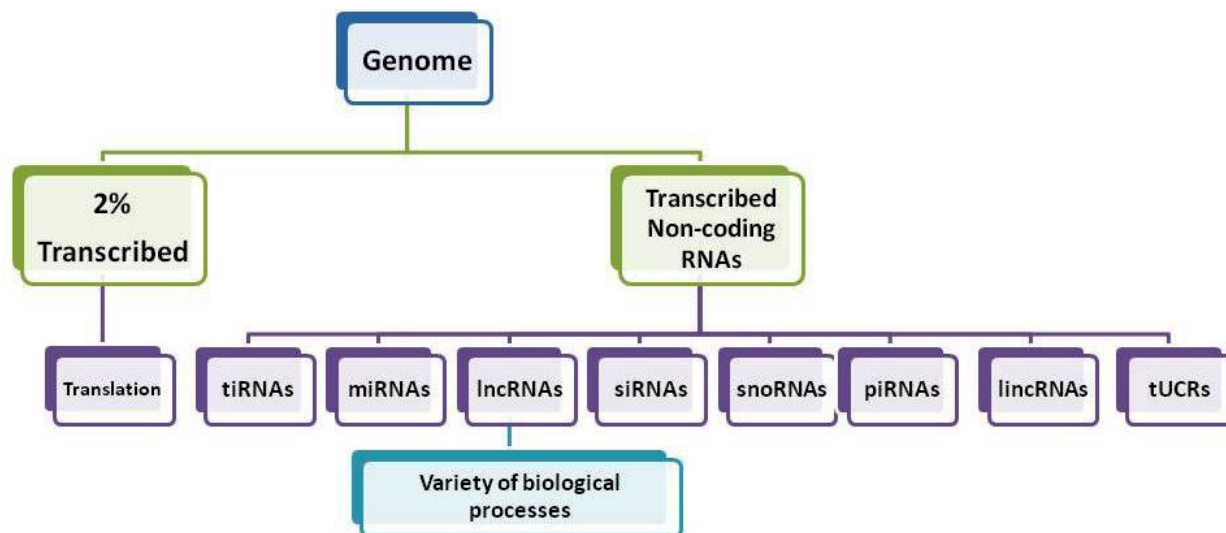 Genome
2%
Transcribed
Transcribed
Non-coding
RNAs
Translation
tiRNAs
miRNAs
lncRNAs
siRNAs
snoRNAs
piRNAs
lincRNAs
tUCRs
Variety of biological
processes